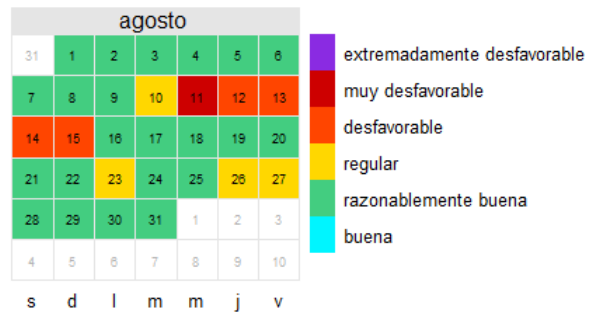 agosto
31 1 2 3 4 5 6
7 8 9 10 11 12 13
14 15 16 17 18 19 20
21 22 23 24 25 26 27
28 29 30 31 1 2 3
4 5 6 7 8 9 10
s d l m m j v
extremadamente desfavorable
muy desfavorable
desfavorable
regular
razonablemente buena
buena